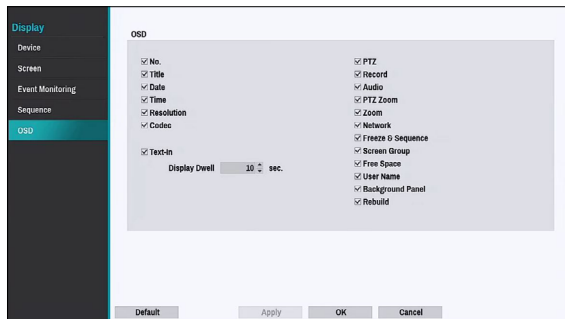 Display
Device
Screen
Event Monitoring
Sequence
OSD
OSD
No.
Title
Date
Time
Resolution
Codec
Text-In
Display Dwell 10 sec.
PTZ
Record
Audio
PTZ Zoom
Zoom
Network
Freeze & Sequence
Screen Group
Free Space
User Name
Background Panel
Rebuild
Default Apply OK Cancel